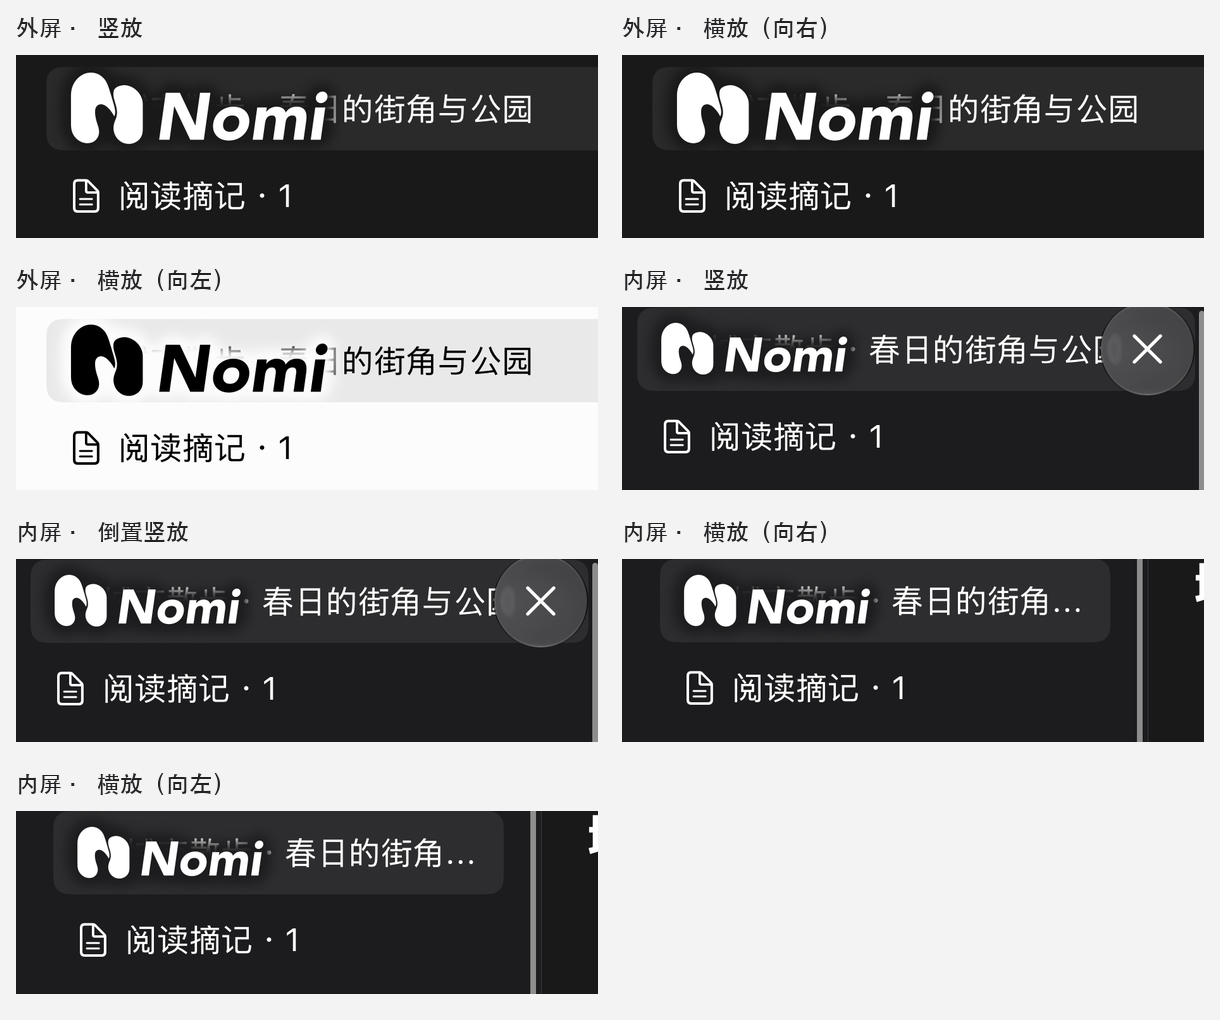 外屏 · 竖放
Nomi 日的街角与公园
阅读摘记 · 1
外屏 · 横放（向右）
Nomi 日的街角与公园
阅读摘记 · 1
外屏 · 横放（向左）
Nomi 日的街角与公园
阅读摘记 · 1
内屏 · 竖放
Nomi · 春日的街角与公
阅读摘记 · 1
内屏 · 倒置竖放
Nomi · 春日的街角与公
阅读摘记 · 1
内屏 · 横放（向右）
Nomi · 春日的街角...
阅读摘记 · 1
内屏 · 横放（向左）
Nomi · 春日的街角...
阅读摘记 · 1